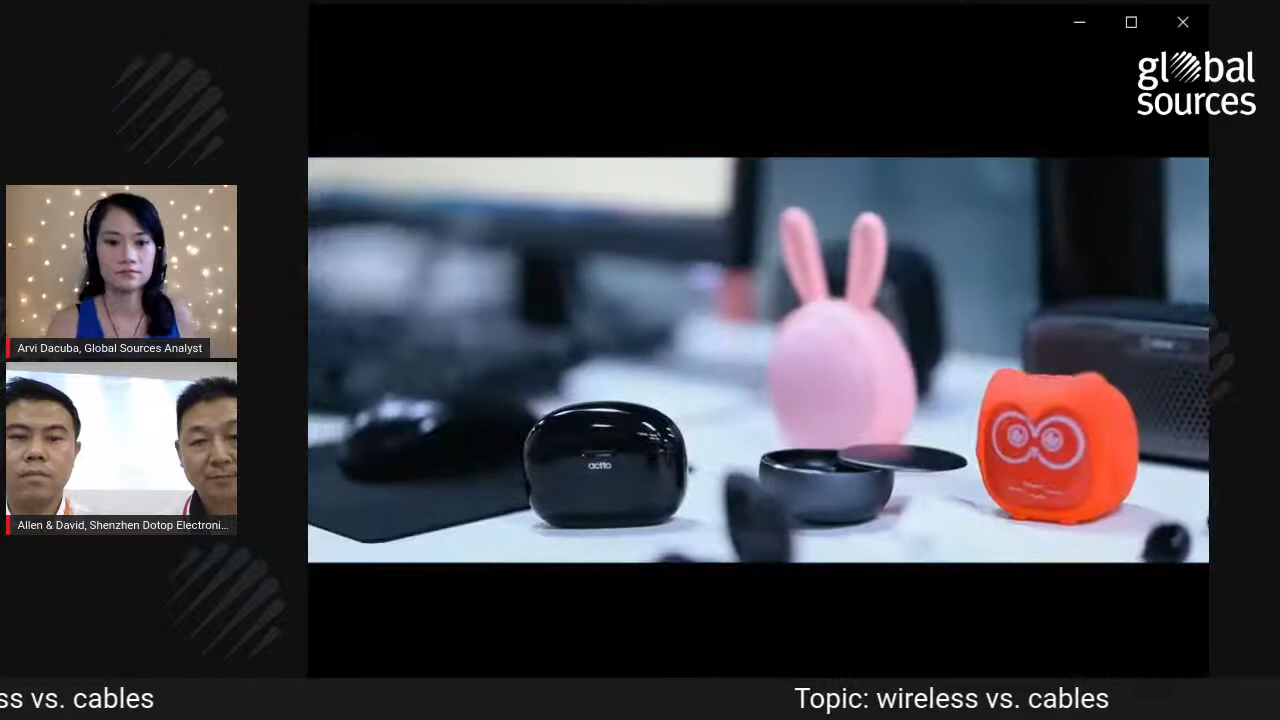 global
sources
Arvi Dacuba, Global Sources Analyst
actto
Allen & David, Shenzhen Dotop Electroni...
ss vs. cables
Topic: wireless vs. cables